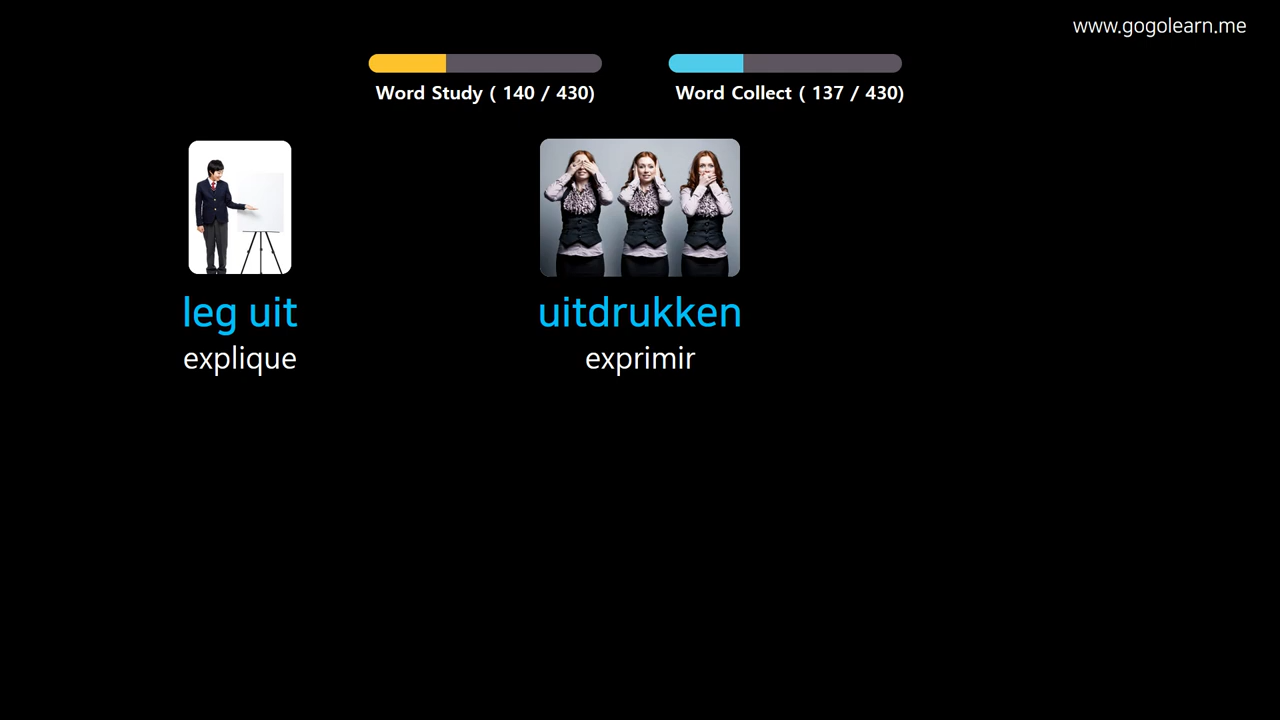 www.gogolearn.me
Word Study ( 140 / 430)
Word Collect ( 137 / 430)
leg uit
explique
uitdrukken
exprimir